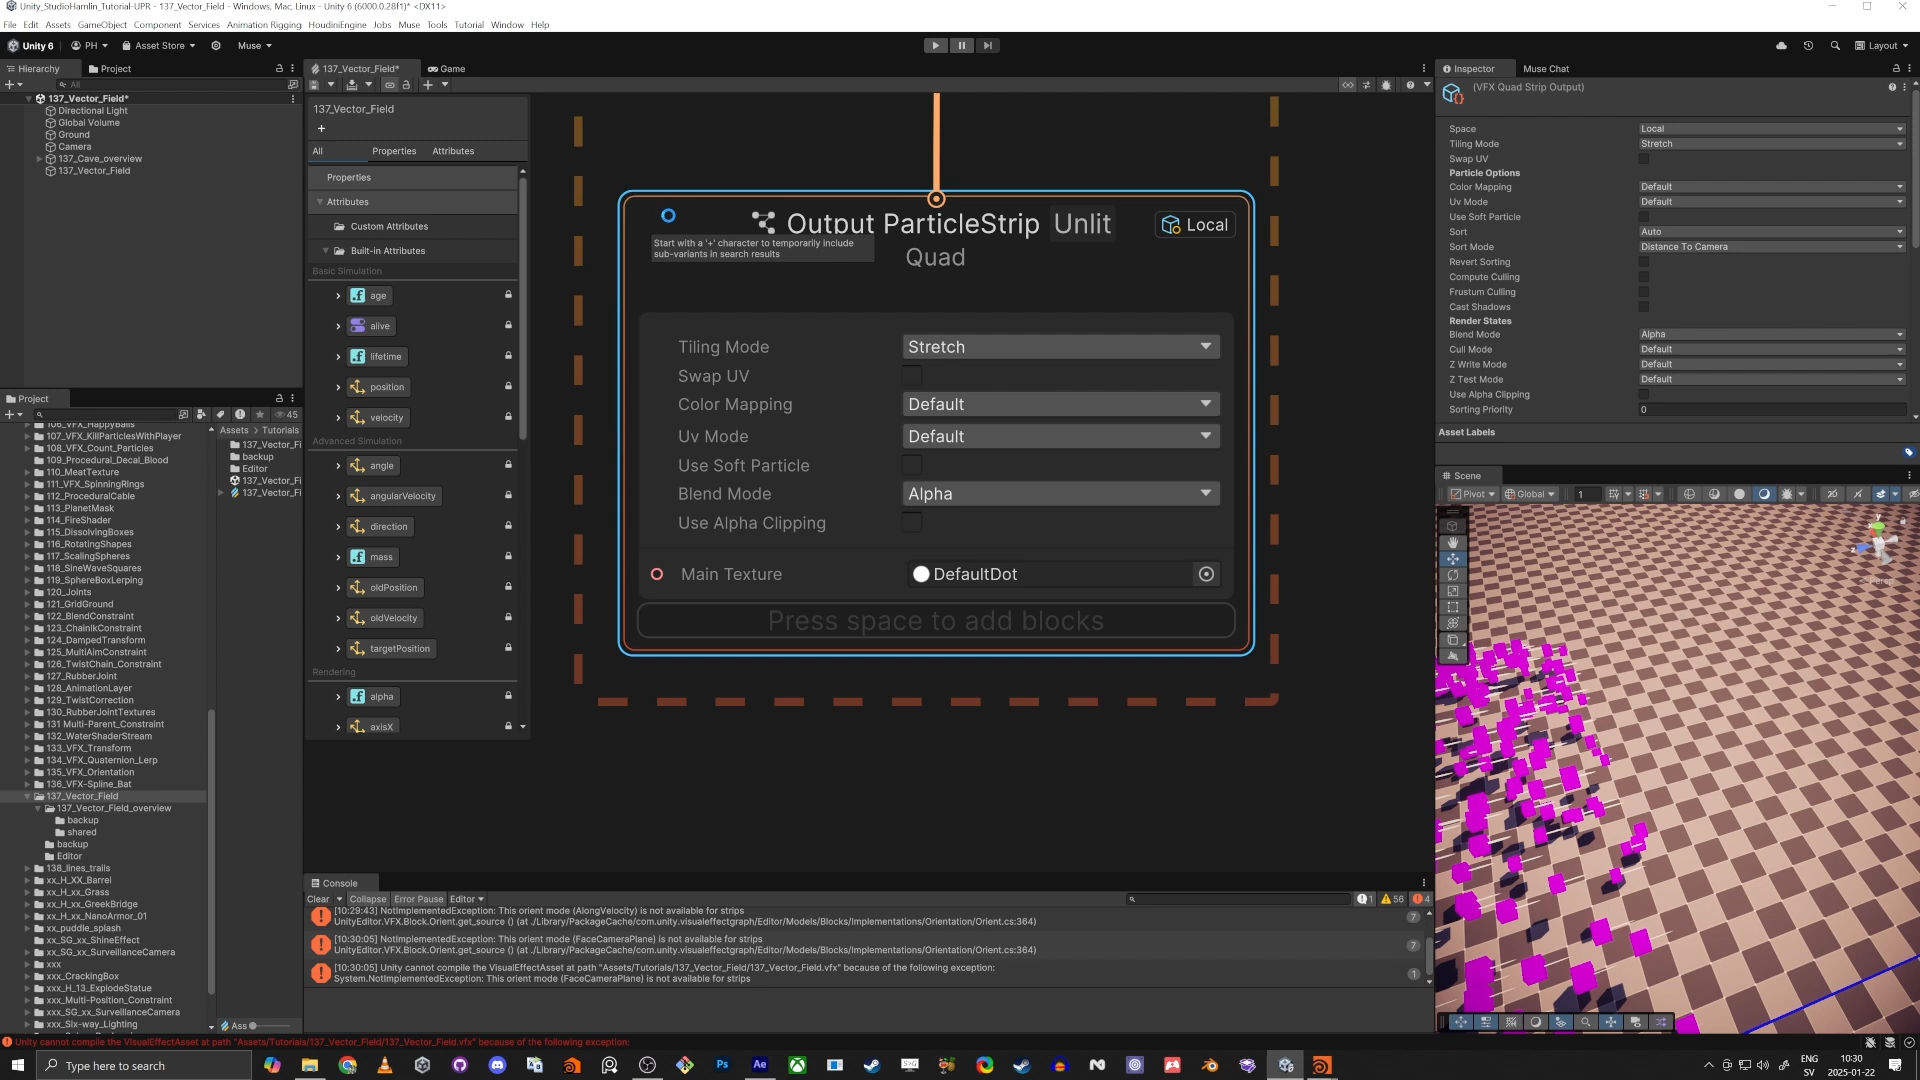 Unity_StudioHamlin_Tutorial-UPR - 137_Vector_Field - Windows, Mac, Linux - Unity 6 (6000.0.28f1)* <DX11>
File Edit Assets GameObject Component Services Animation Rigging HoudiniEngine Jobs Muse Tools Tutorial Window Help
Unity 6 PH Asset Store Muse Layout
Hierarchy Project
All
137_Vector_Field*
Directional Light
Global Volume
Ground
Camera
137_Cave_overview
137_Vector_Field
Project
45
107_VFX_KillParticlesWithPlayer
108_VFX_Count_Particles
109_Procedural_Decal_Blood
110_MeatTexture
111_VFX_SpinningRings
112_ProceduralCable
113_PlanetMask
114_FireShader
115_DissolvingBoxes
116_RotatingShapes
117_ScalingSpheres
118_SineWaveSquares
119_SphereBoxLerping
120_Joints
121_GridGround
122_BlendConstraint
123_ChainIkConstraint
124_DampedTransform
125_MultiAimConstraint
126_TwistChain_Constraint
127_RubberJoint
128_AnimationLayer
129_TwistCorrection
130_RubberJointTextures
131 Multi-Parent_Constraint
132_WaterShaderStream
133_VFX_Transform
134_VFX_Quaternion_Lerp
135_VFX_Orientation
136_VFX-Spline_Bat
137_Vector_Field
137_Vector_Field_overview
backup
shared
backup
Editor
138_lines_trails
xx_H_XX_Barrel
xx_H_xx_Grass
xx_H_xx_GreekBridge
xx_H_xx_NanoArmor_01
xx_puddle_splash
xx_SG_xx_ShineEffect
xx_SG_xx_SurveillanceCamera
xxx
xxx_CrackingBox
xxx_H_13_ExplodeStatue
xxx_Multi-Position_Constraint
xxx_SG_xx_SurveillanceCamera
xxx_Six-way_Lighting
Assets > Tutorials
137_Vector_Fi
backup
Editor
137_Vector_Fi
137_Vector_Fi
Ass
137_Vector_Field* Game
137_Vector_Field
+
All Properties Attributes
Properties
Attributes
Custom Attributes
Built-in Attributes
Basic Simulation
age
alive
lifetime
position
velocity
Advanced Simulation
angle
angularVelocity
direction
mass
oldPosition
oldVelocity
targetPosition
Rendering
alpha
axisX
Output ParticleStrip Unlit
Quad
Local
Start with a '+' character to temporarily include
sub-variants in search results
Tiling Mode Stretch
Swap UV
Color Mapping Default
Uv Mode Default
Use Soft Particle
Blend Mode Alpha
Use Alpha Clipping
Main Texture DefaultDot
Press space to add blocks
Console
Clear Collapse Error Pause Editor 1 56 4
[10:29:43] NotImplementedException: This orient mode (AlongVelocity) is not available for strips
UnityEditor.VFX.Block.Orient.get_source () (at ./Library/PackageCache/com.unity.visualeffectgraph/Editor/Models/Blocks/Implementations/Orientation/Orient.cs:364)
7
[10:30:05] NotImplementedException: This orient mode (FaceCameraPlane) is not available for strips
UnityEditor.VFX.Block.Orient.get_source () (at ./Library/PackageCache/com.unity.visualeffectgraph/Editor/Models/Blocks/Implementations/Orientation/Orient.cs:364)
7
[10:30:05] Unity cannot compile the VisualEffectAsset at path "Assets/Tutorials/137_Vector_Field/137_Vector_Field.vfx" because of the following exception:
System.NotImplementedException: This orient mode (FaceCameraPlane) is not available for strips
1
Inspector Muse Chat
(VFX Quad Strip Output)
Space Local
Tiling Mode Stretch
Swap UV
Particle Options
Color Mapping Default
Uv Mode Default
Use Soft Particle
Sort Auto
Sort Mode Distance To Camera
Revert Sorting
Compute Culling
Frustum Culling
Cast Shadows
Render States
Blend Mode Alpha
Cull Mode Default
Z Write Mode Default
Z Test Mode Default
Use Alpha Clipping
Sorting Priority 0
Asset Labels
Scene
Pivot Global 1
y
z
Persp
Unity cannot compile the VisualEffectAsset at path "Assets/Tutorials/137_Vector_Field/137_Vector_Field.vfx" because of the following exception:
Type here to search
Ps Ae
ENG
SV
10:30
2025-01-22